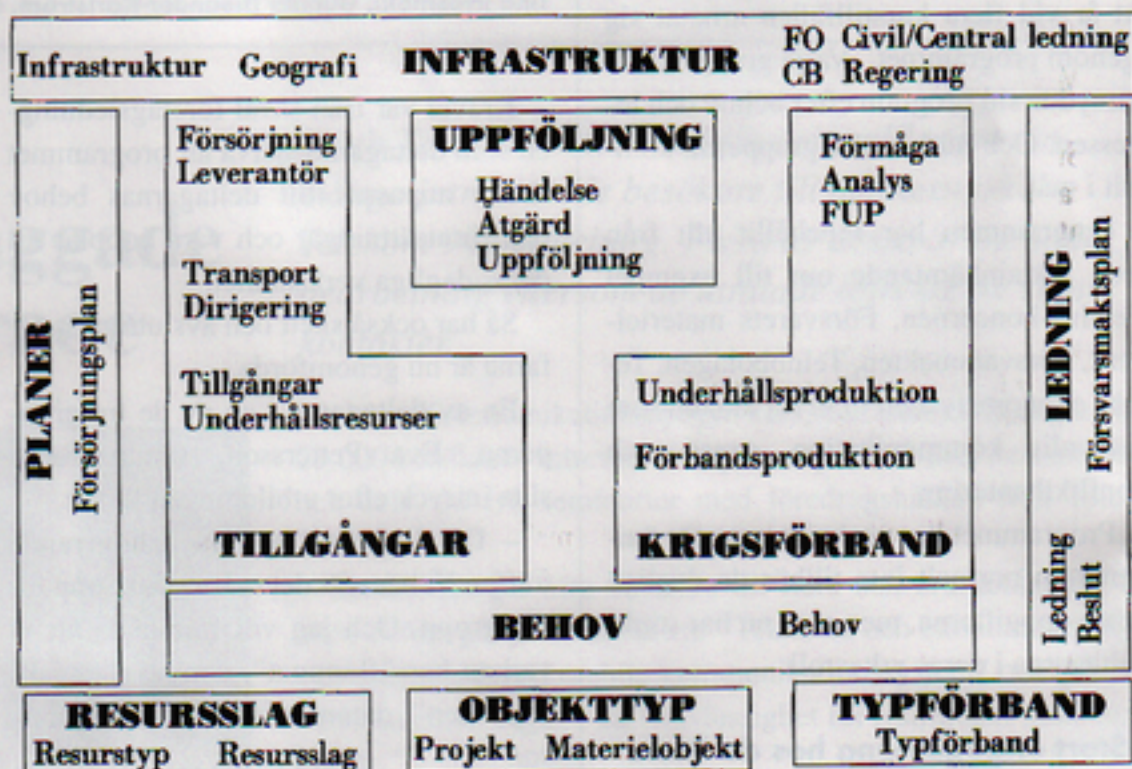 Infrastruktur Geografi INFRASTRUKTUR FO Civil/Central ledning
CB Regering
PLANER
Försörjningsplan
Försörjning
Leverantör
Transport
Dirigering
Tillgångar
Underhållsresurser
TILLGÅNGAR
UPPFÖLJNING
Händelse
Åtgärd
Uppföljning
Förmåga
Analys
FUP
Underhållsproduktion
Förbandsproduktion
KRIGSFÖRBAND
LEDNING
Försvarsmaktsplan
Ledning
Beslut
BEHOV Behov
RESURSSLAG
Resurstyp Resursslag
OBJEKTTYP
Projekt Materielobjekt
TYPFÖRBAND
Typförband